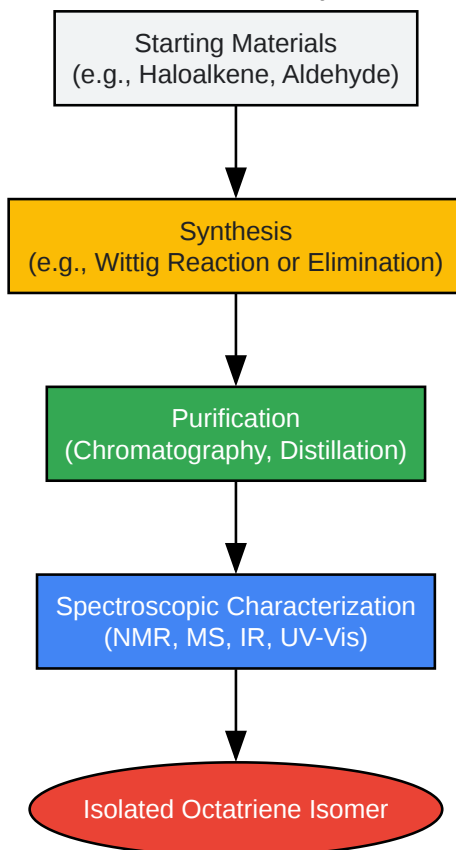 Starting Materials
(e.g., Haloalkene, Aldehyde)
Synthesis
(e.g., Wittig Reaction or Elimination)
Purification
(Chromatography, Distillation)
Spectroscopic Characterization
(NMR, MS, IR, UV-Vis)
Isolated Octatriene Isomer